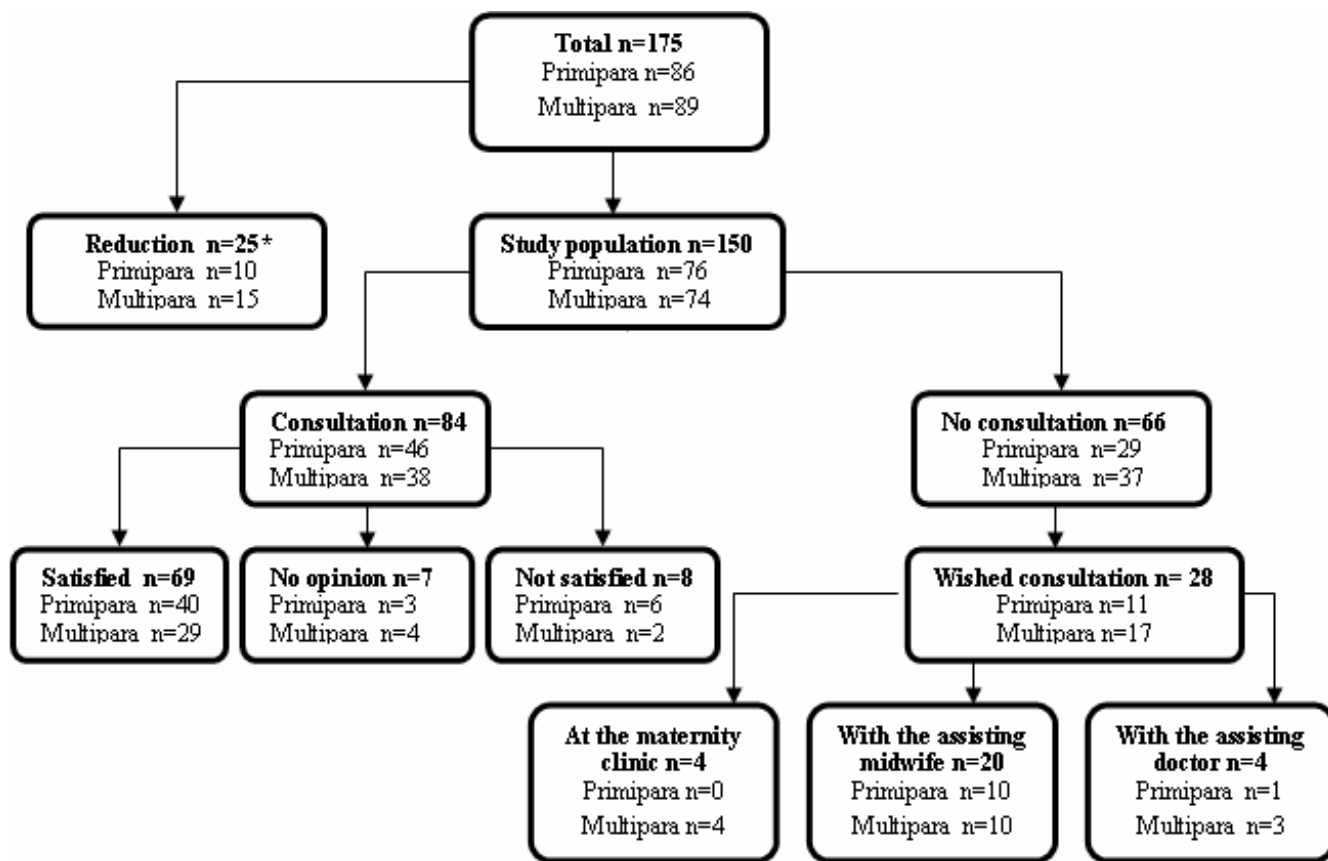 Total n=175
Primipara n=86
Multipara n=89
Reduction n=25*
Primipara n=10
Multipara n=15
Study population n=150
Primipara n=76
Multipara n=74
Consultation n=84
Primipara n=46
Multipara n=38
No consultation n=66
Primipara n=29
Multipara n=37
Satisfied n=69
Primipara n=40
Multipara n=29
No opinion n=7
Primipara n=3
Multipara n=4
Not satisfied n=8
Primipara n=6
Multipara n=2
Wished consultation n= 28
Primipara n=11
Multipara n=17
At the maternity
clinic n=4
Primipara n=0
Multipara n=4
With the assisting
midwife n=20
Primipara n=10
Multipara n=10
With the assisting
doctor n=4
Primipara n=1
Multipara n=3